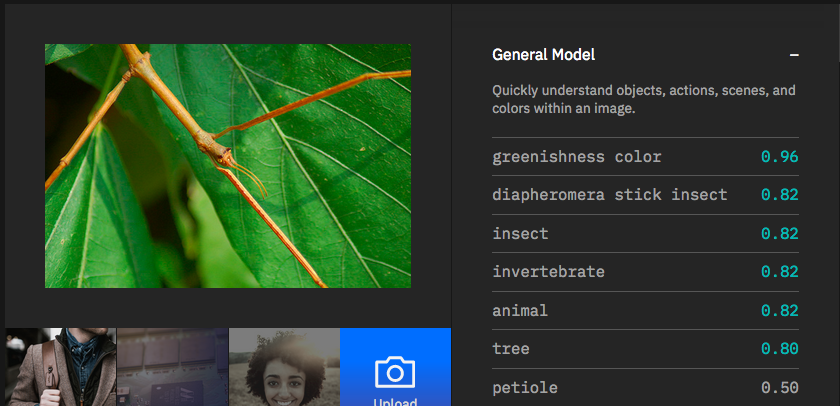 General Model
–
Quickly understand objects, actions, scenes, and
colors within an image.
greenishness color 0.96
diapheromera stick insect 0.82
insect 0.82
invertebrate 0.82
animal 0.82
tree 0.80
petiole 0.50
Upload